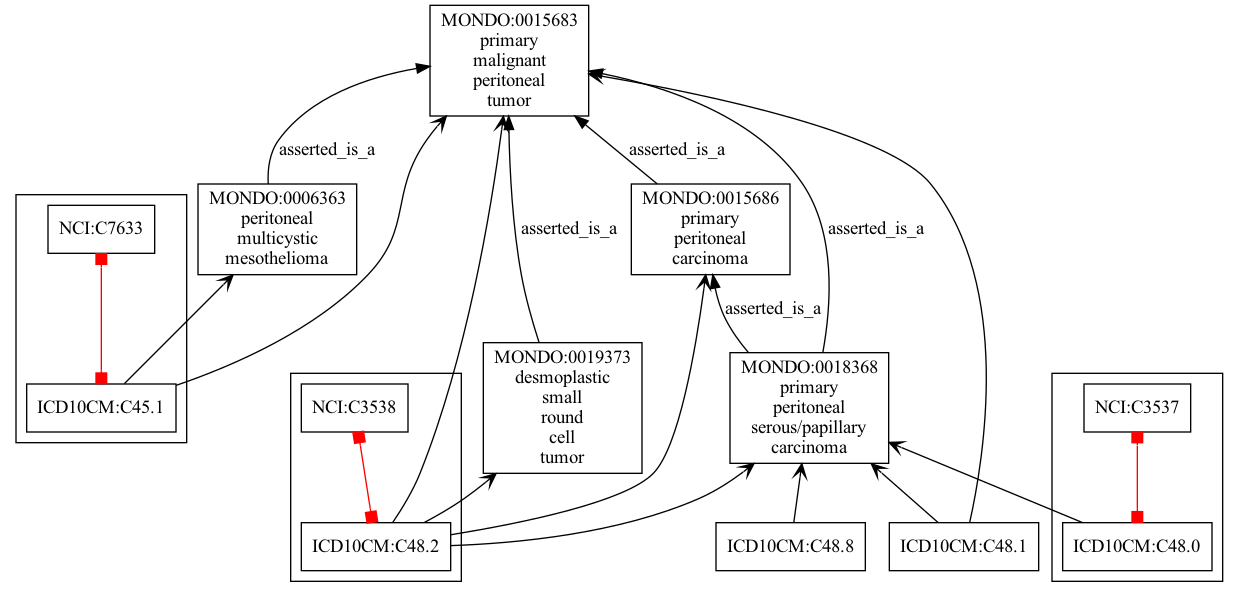 MONDO:0015683
primary
malignant
peritoneal
tumor
asserted_is_a
asserted_is_a
NCI:C7633
MONDO:0006363
peritoneal
multicystic
mesothelioma
asserted_is_a
MONDO:0015686
primary
peritoneal
carcinoma
asserted_is_a
asserted_is_a
ICD10CM:C45.1
NCI:C3538
MONDO:0019373
desmoplastic
small
round
cell
tumor
MONDO:0018368
primary
peritoneal
serous/papillary
carcinoma
NCI:C3537
ICD10CM:C48.2
ICD10CM:C48.8
ICD10CM:C48.1
ICD10CM:C48.0